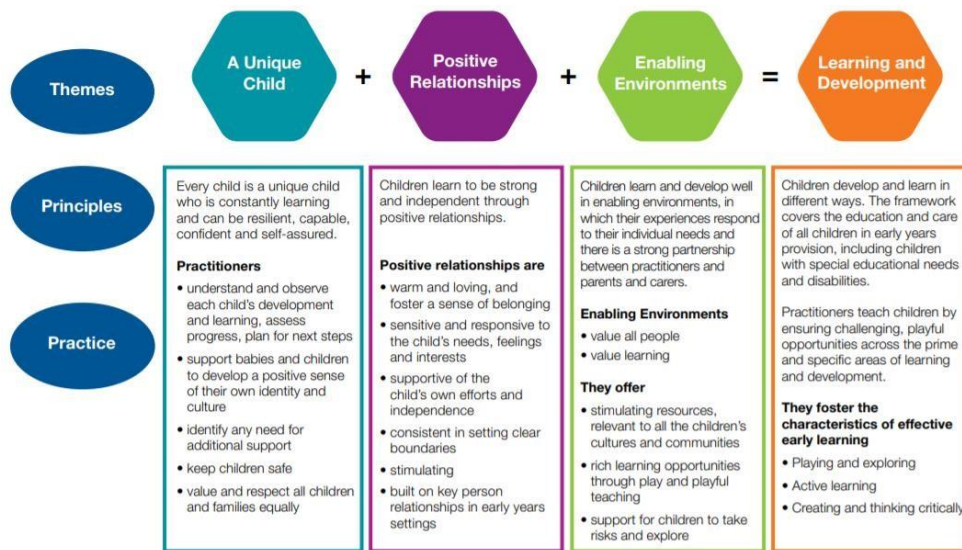 Themes
A Unique
Child
+
Positive
Relationships
+
Enabling
Environments
=
Learning and
Development
Principles
Practice
Every child is a unique child
who is constantly learning
and can be resilient, capable,
confident and self-assured.
Practitioners
• understand and observe
each child's development
and learning, assess
progress, plan for next steps
• support babies and children
to develop a positive sense
of their own identity and
culture
• identify any need for
additional support
• keep children safe
• value and respect all children
and families equally
Children learn to be strong
and independent through
positive relationships.
Positive relationships are
• warm and loving, and
foster a sense of belonging
• sensitive and responsive to
the child's needs, feelings
and interests
• supportive of the
child's own efforts and
independence
• consistent in setting clear
boundaries
• stimulating
• built on key person
relationships in early years
settings
Children learn and develop well
in enabling environments, in
which their experiences respond
to their individual needs and
there is a strong partnership
between practitioners and
parents and carers.
Enabling Environments
• value all people
• value learning
They offer
• stimulating resources,
relevant to all the children's
cultures and communities
• rich learning opportunities
through play and playful
teaching
• support for children to take
risks and explore
Children develop and learn in
different ways. The framework
covers the education and care
of all children in early years
provision, including children
with special educational needs
and disabilities.
Practitioners teach children by
ensuring challenging, playful
opportunities across the prime
and specific areas of learning
and development.
They foster the
characteristics of effective
early learning
• Playing and exploring
• Active learning
• Creating and thinking critically